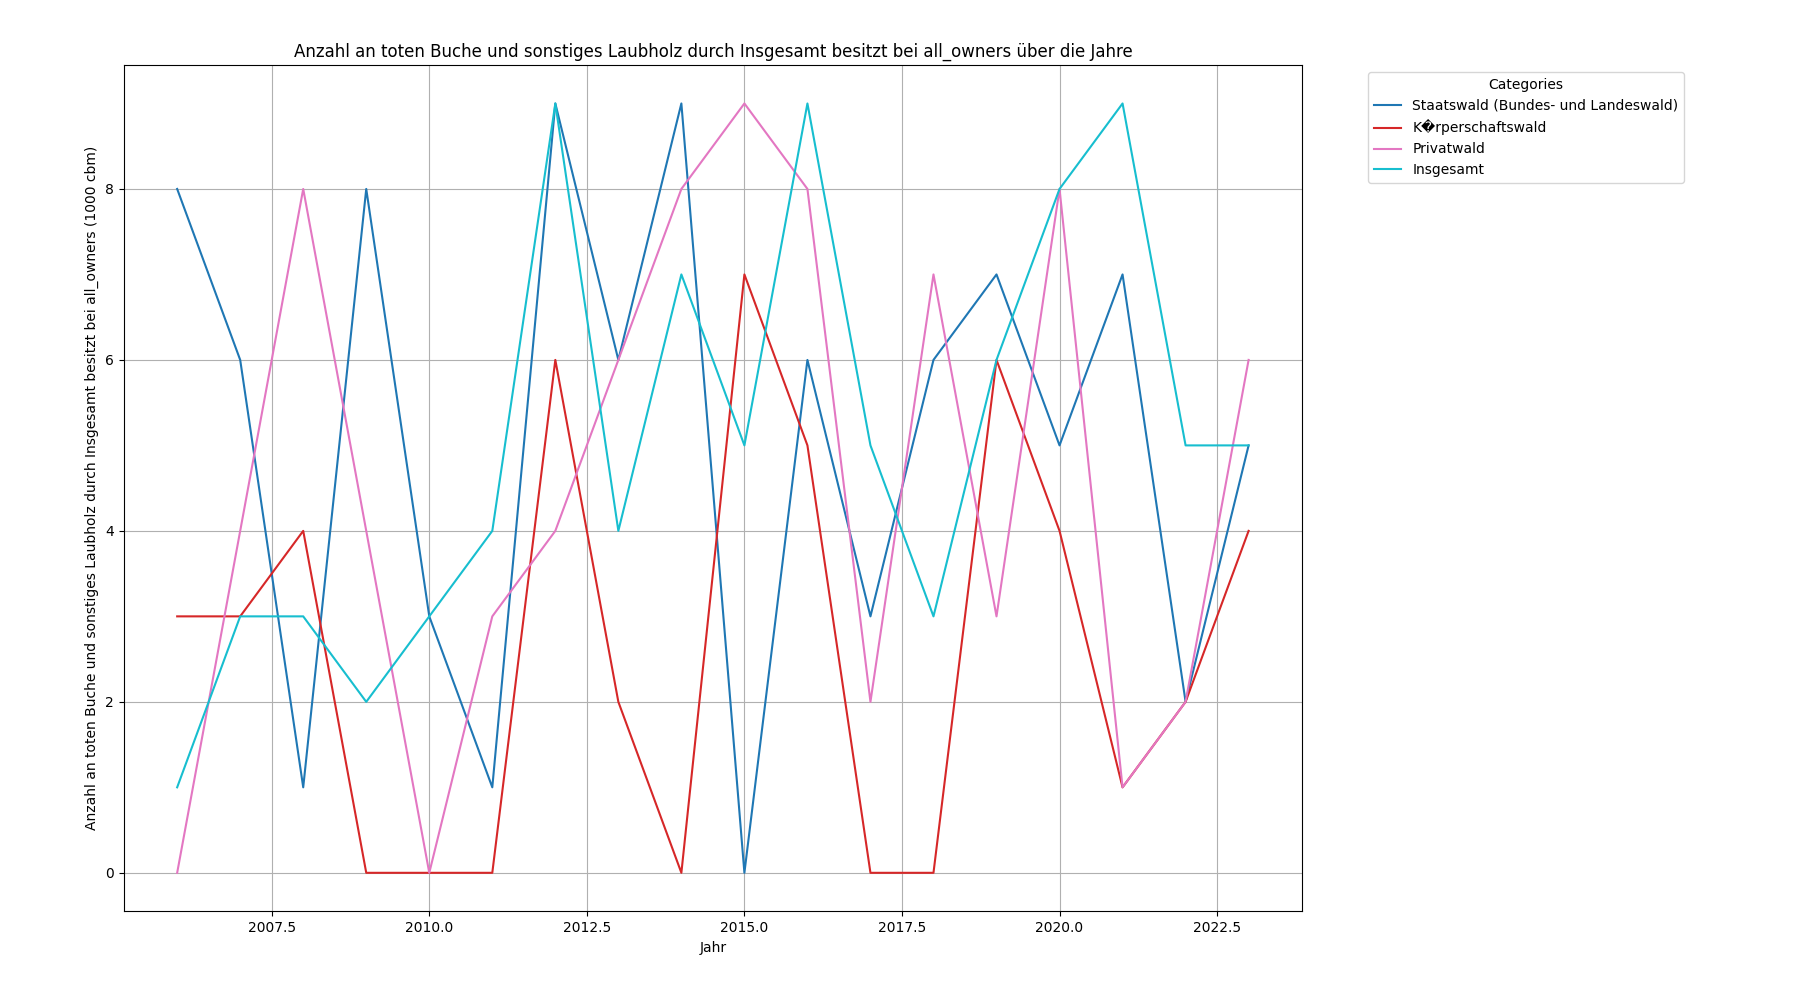 Anzahl an toten Buche und sonstiges Laubholz durch Insgesamt besitzt bei all_owners über die Jahre
Categories
Staatswald (Bundes- und Landeswald)
K�rperschaftswald
Privatwald
Insgesamt
Anzahl an toten Buche und sonstiges Laubholz durch Insgesamt besitzt bei all_owners (1000 cbm)
8
6
4
2
0
2007.5 2010.0 2012.5 2015.0 2017.5 2020.0 2022.5
Jahr